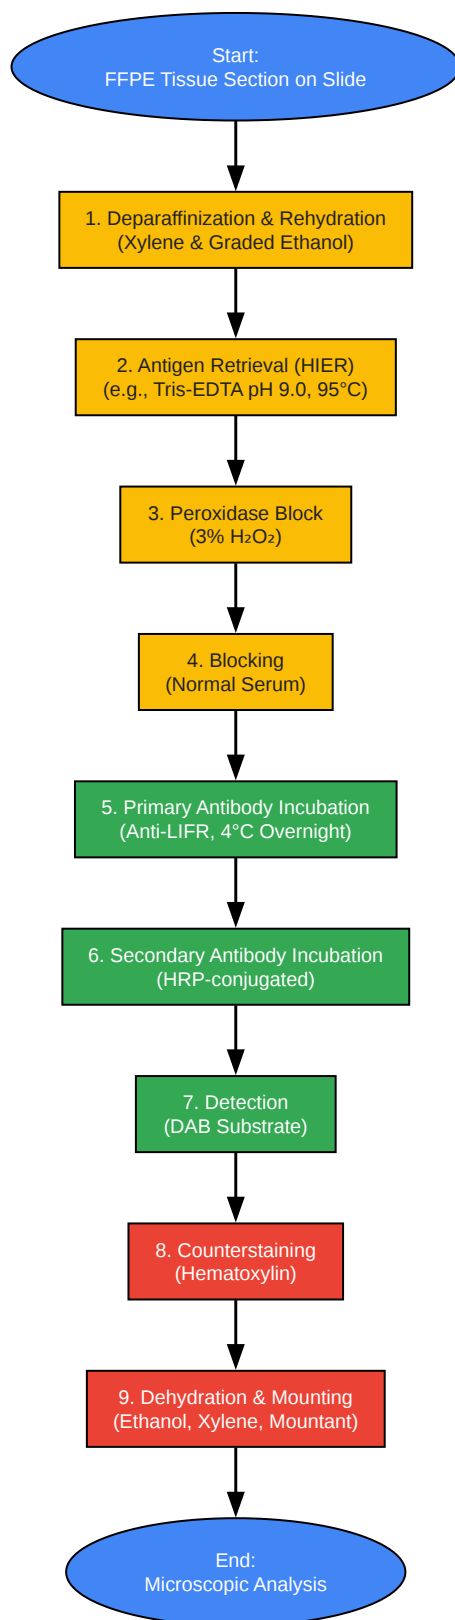 Start:
FFPE Tissue Section on Slide
1. Deparaffinization & Rehydration
(Xylene & Graded Ethanol)
2. Antigen Retrieval (HIER)
(e.g., Tris-EDTA pH 9.0, 95°C)
3. Peroxidase Block
(3% H₂O₂)
4. Blocking
(Normal Serum)
5. Primary Antibody Incubation
(Anti-LIFR, 4°C Overnight)
6. Secondary Antibody Incubation
(HRP-conjugated)
7. Detection
(DAB Substrate)
8. Counterstaining
(Hematoxylin)
9. Dehydration & Mounting
(Ethanol, Xylene, Mountant)
End:
Microscopic Analysis